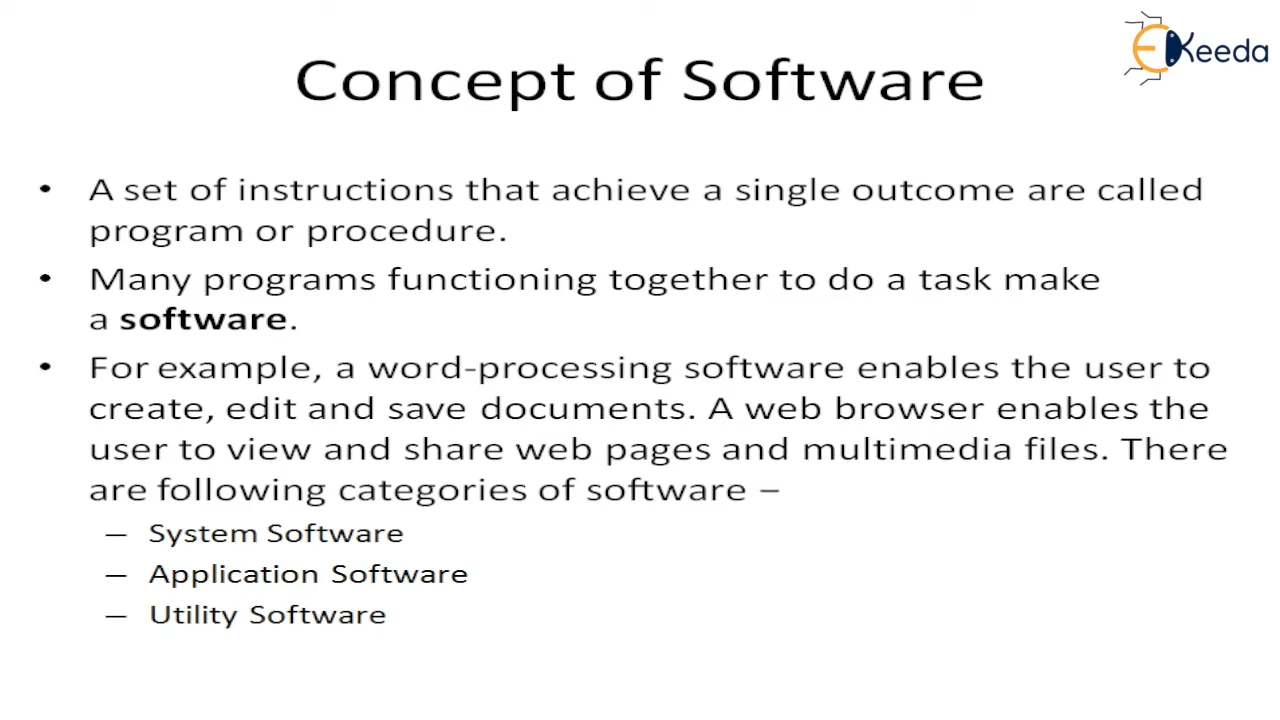 EKeeda
Concept of Software
• A set of instructions that achieve a single outcome are called
program or procedure.
• Many programs functioning together to do a task make
a software.
• For example, a word-processing software enables the user to
create, edit and save documents. A web browser enables the
user to view and share web pages and multimedia files. There
are following categories of software –
– System Software
– Application Software
– Utility Software